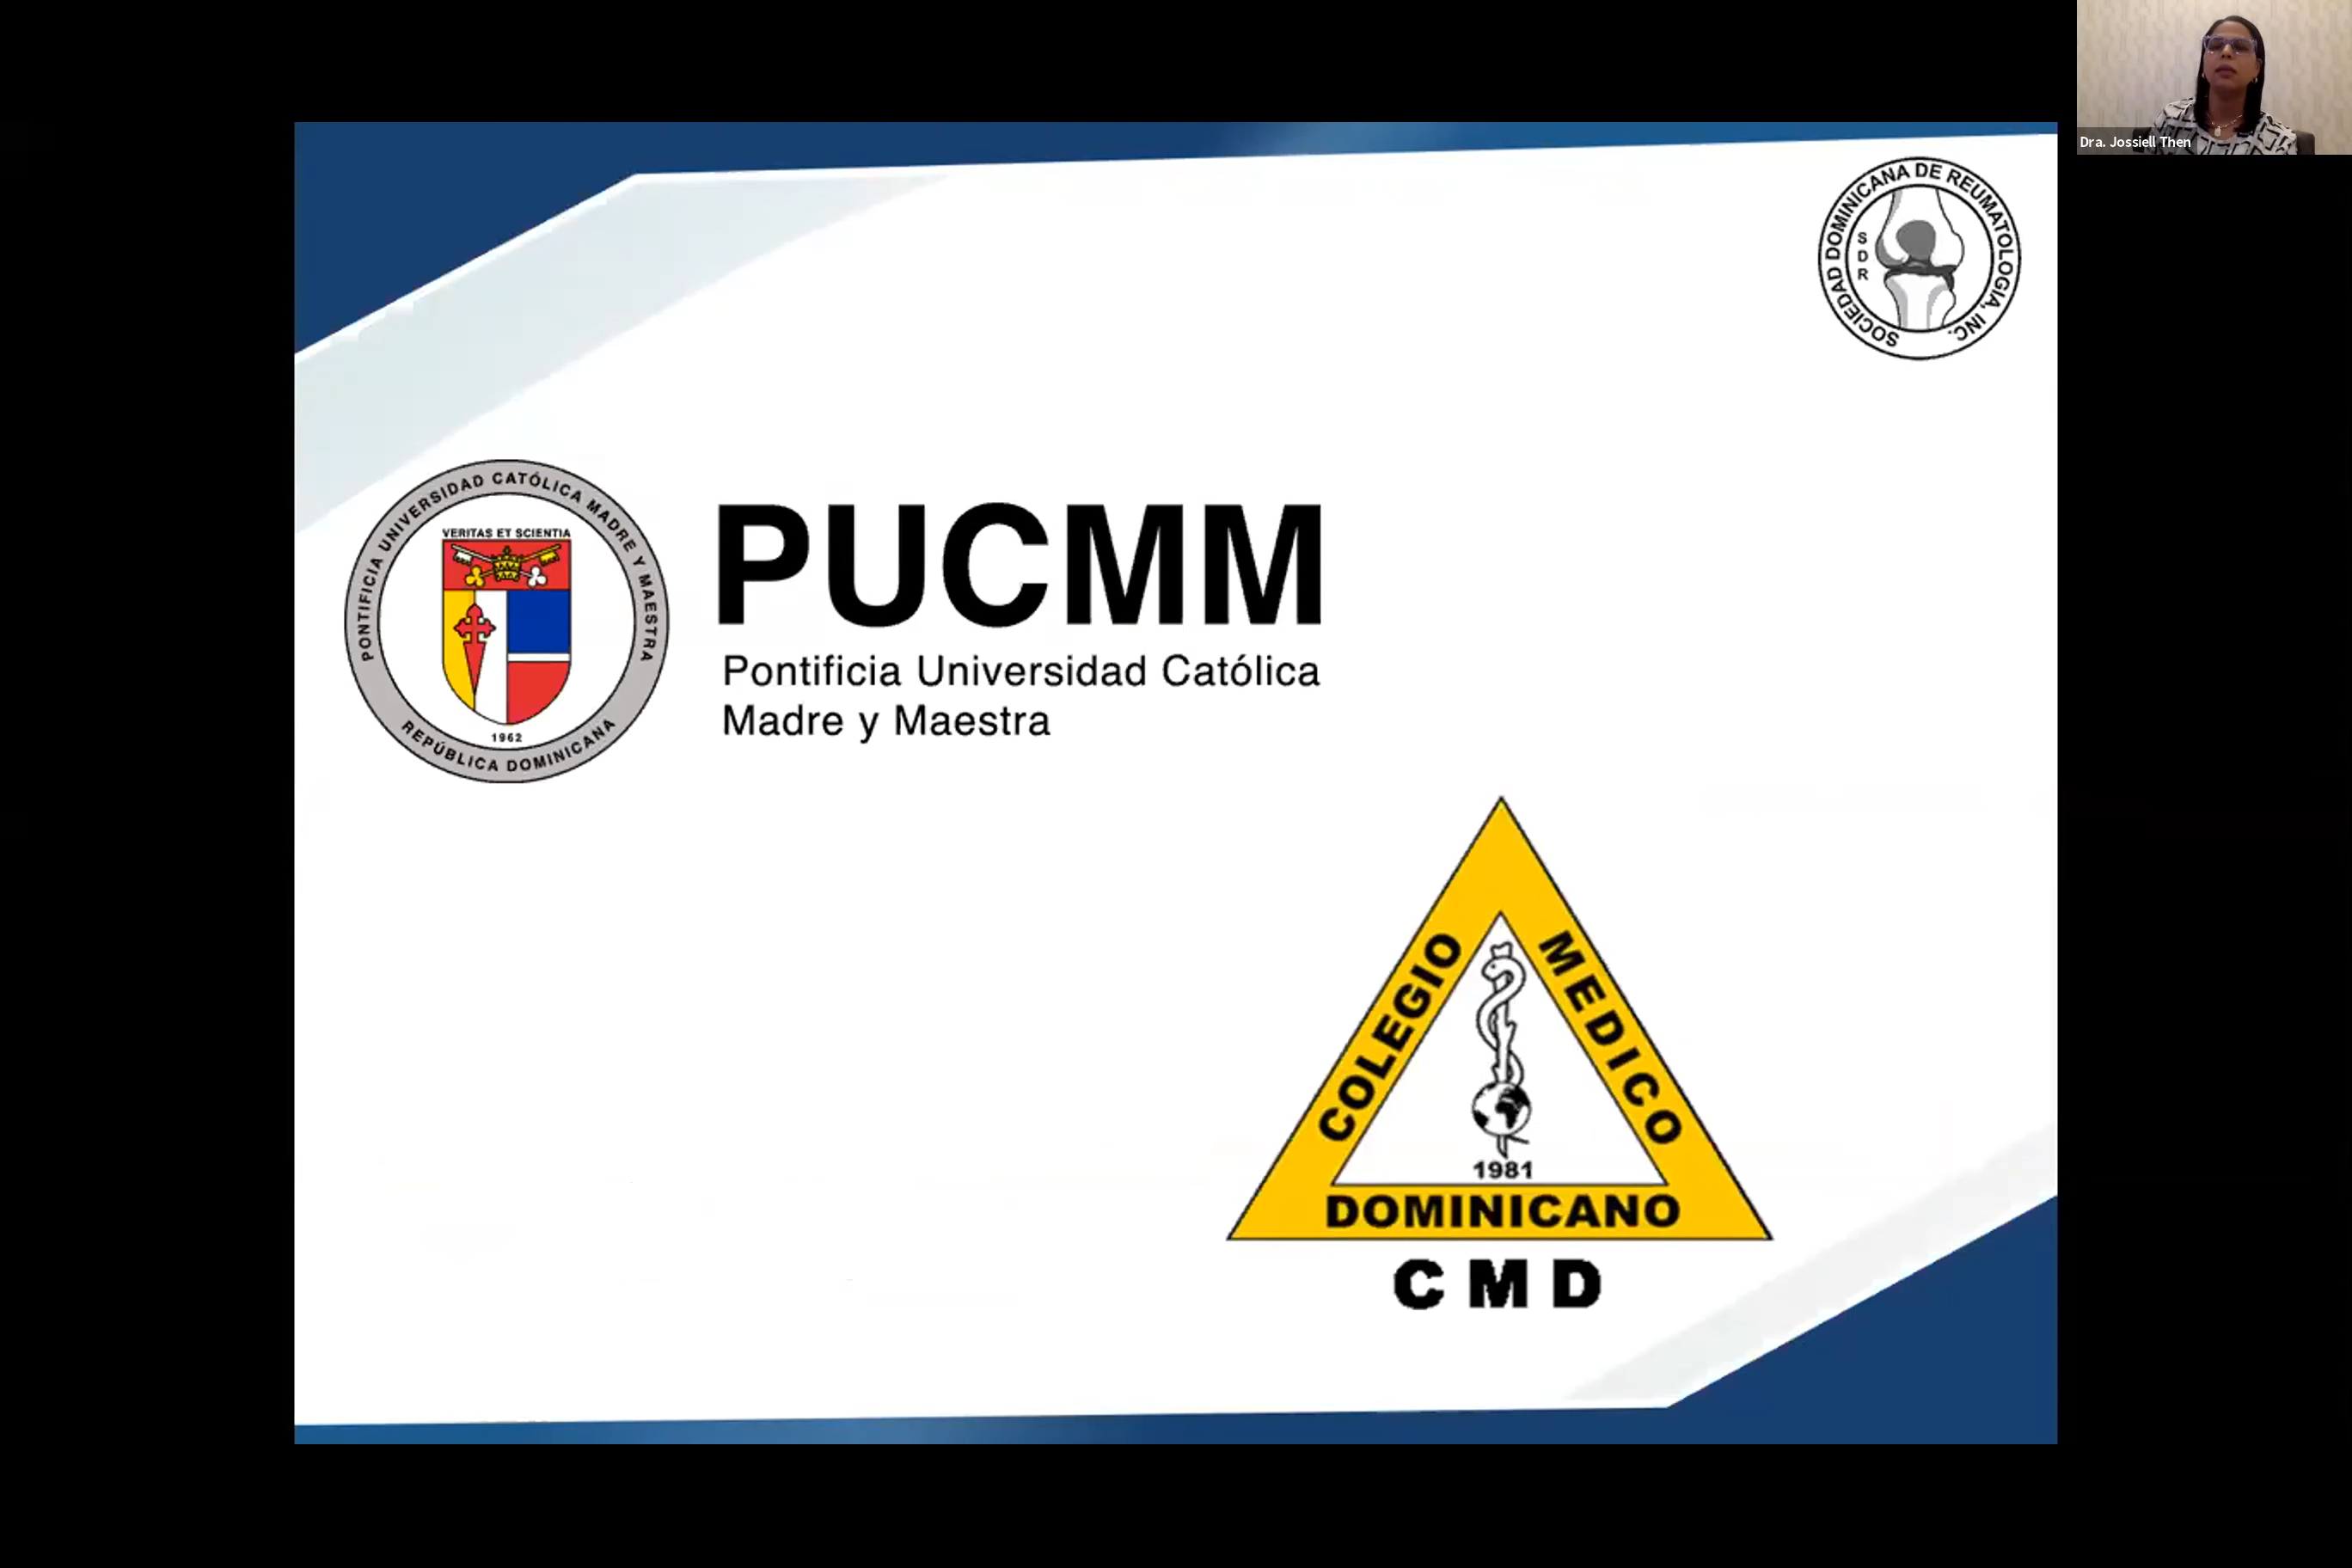 Dra. Jossiell Then
SOCIEDAD DOMINICANA DE REUMATOLOGIA, INC.
S
D
R
PONTIFICIA UNIVERSIDAD CATÓLICA MADRE Y MAESTRA
VERITAS ET SCIENTIA
1962
REPÚBLICA DOMINICANA
PUCMM
Pontificia Universidad Católica
Madre y Maestra
COLEGIO
MEDICO
1981
DOMINICANO
CMD